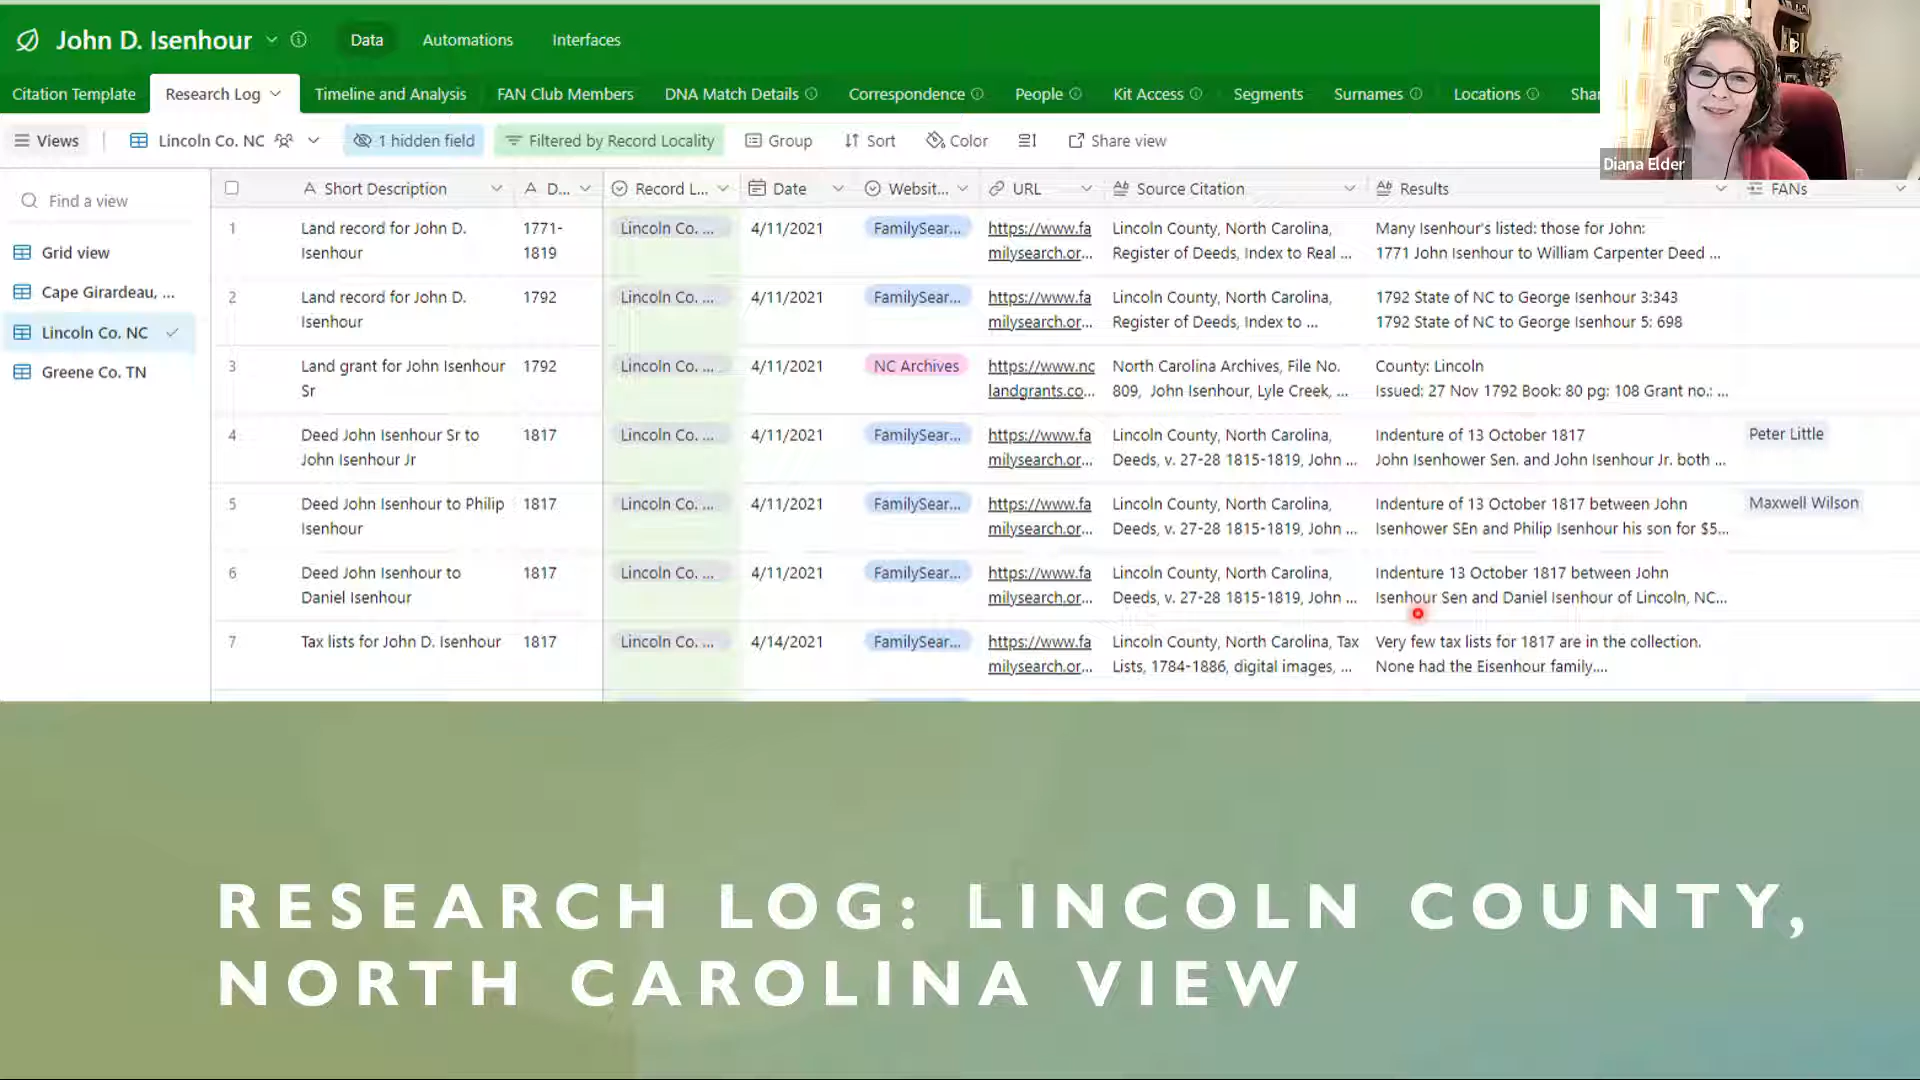 John D. Isenhour
Data
Automations
Interfaces
Citation Template
Research Log
Timeline and Analysis
FAN Club Members
DNA Match Details
Correspondence
People
Kit Access
Segments
Surnames
Locations
Diana Elder
Views
Lincoln Co. NC
1 hidden field
Filtered by Record Locality
Group
Sort
Color
Share view
Find a view
Grid view
Cape Girardeau, ...
Lincoln Co. NC
Greene Co. TN
Short Description
D...
Record L...
Date
Websit...
URL
Source Citation
Results
FANs
1
Land record for John D.
Isenhour
1771-
1819
Lincoln Co. ...
4/11/2021
FamilySear...
https://www.fa
milysearch.or...
Lincoln County, North Carolina,
Register of Deeds, Index to Real ...
Many Isenhour's listed: those for John:
1771 John Isenhour to William Carpenter Deed ...
2
Land record for John D.
Isenhour
1792
Lincoln Co. ...
4/11/2021
FamilySear...
https://www.fa
milysearch.or...
Lincoln County, North Carolina,
Register of Deeds, Index to ...
1792 State of NC to George Isenhour 3:343
1792 State of NC to George Isenhour 5: 698
3
Land grant for John Isenhour
Sr
1792
Lincoln Co. ...
4/11/2021
NC Archives
https://www.nc
landgrants.co...
North Carolina Archives, File No.
809, John Isenhour, Lyle Creek, ...
County: Lincoln
Issued: 27 Nov 1792 Book: 80 pg: 108 Grant no.: ...
4
Deed John Isenhour Sr to
John Isenhour Jr
1817
Lincoln Co. ...
4/11/2021
FamilySear...
https://www.fa
milysearch.or...
Lincoln County, North Carolina,
Deeds, v. 27-28 1815-1819, John ...
Indenture of 13 October 1817
John Isenhower Sen. and John Isenhour Jr. both ...
Peter Little
5
Deed John Isenhour to Philip
Isenhour
1817
Lincoln Co. ...
4/11/2021
FamilySear...
https://www.fa
milysearch.or...
Lincoln County, North Carolina,
Deeds, v. 27-28 1815-1819, John ...
Indenture of 13 October 1817 between John
Isenhower SEn and Philip Isenhour his son for $5...
Maxwell Wilson
6
Deed John Isenhour to
Daniel Isenhour
1817
Lincoln Co. ...
4/11/2021
FamilySear...
https://www.fa
milysearch.or...
Lincoln County, North Carolina,
Deeds, v. 27-28 1815-1819, John ...
Indenture 13 October 1817 between John
Isenhour Sen and Daniel Isenhour of Lincoln, NC...
7
Tax lists for John D. Isenhour
1817
Lincoln Co. ...
4/14/2021
FamilySear...
https://www.fa
milysearch.or...
Lincoln County, North Carolina, Tax
Lists, 1784-1886, digital images, ...
Very few tax lists for 1817 are in the collection.
None had the Eisenhour family....
RESEARCH LOG: LINCOLN COUNTY,
NORTH CAROLINA VIEW